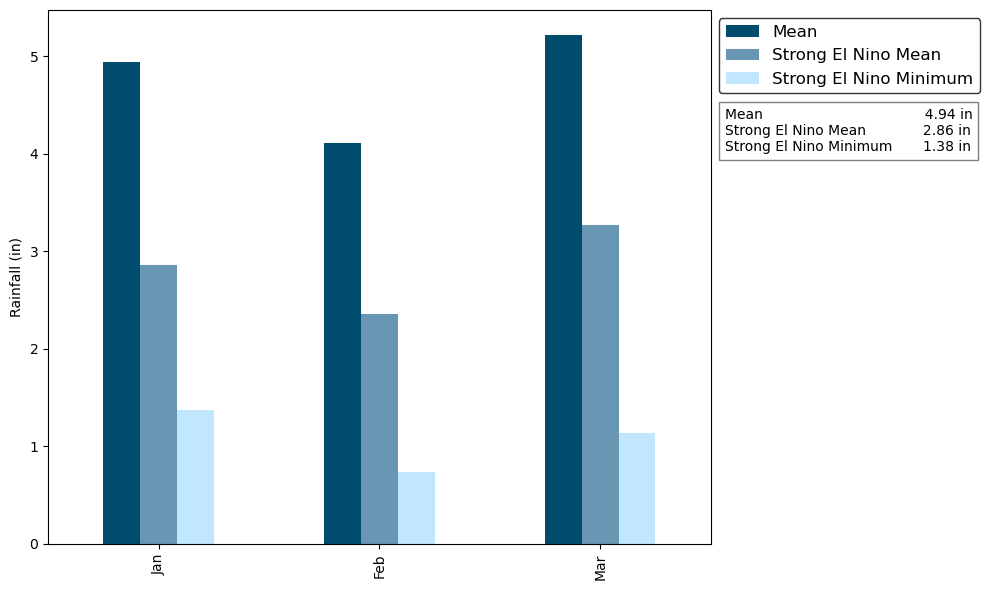 Mean
Strong El Nino Mean
Strong El Nino Minimum
Mean 4.94 in
Strong El Nino Mean 2.86 in
Strong El Nino Minimum 1.38 in
Rainfall (in)
5
4
3
2
1
0
Jan
Feb
Mar